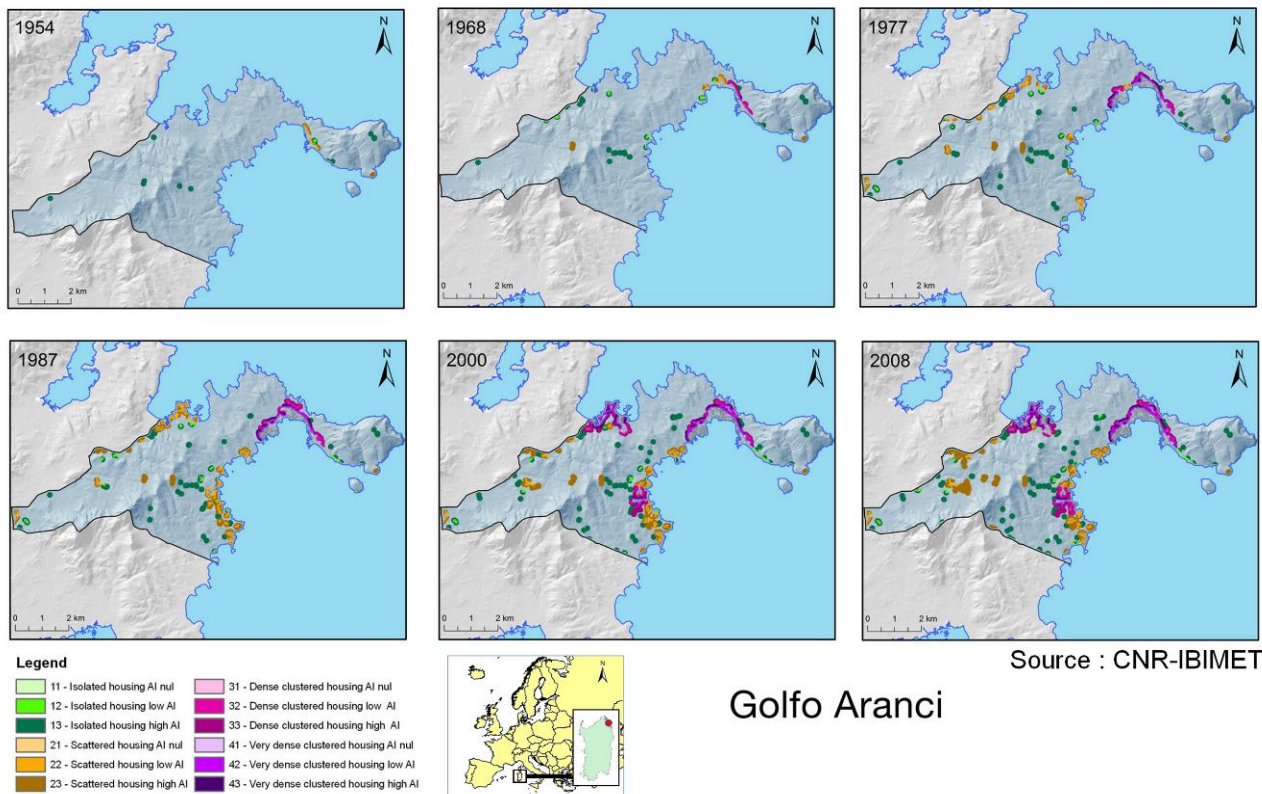 1954
N
0 1 2 km
1968
N
0 1 2 km
1977
N
0 1 2 km
1987
N
0 1 2 km
2000
N
0 1 2 km
2008
N
0 1 2 km
Source : CNR-IBIMET
Legend
11 - Isolated housing AI nul
12 - Isolated housing low AI
13 - Isolated housing high AI
21 - Scattered housing AI nul
22 - Scattered housing low AI
23 - Scattered housing high AI
31 - Dense clustered housing AI nul
32 - Dense clustered housing low AI
33 - Dense clustered housing high AI
41 - Very dense clustered housing AI nul
42 - Very dense clustered housing low AI
43 - Very dense clustered housing high AI
N
Golfo Aranci